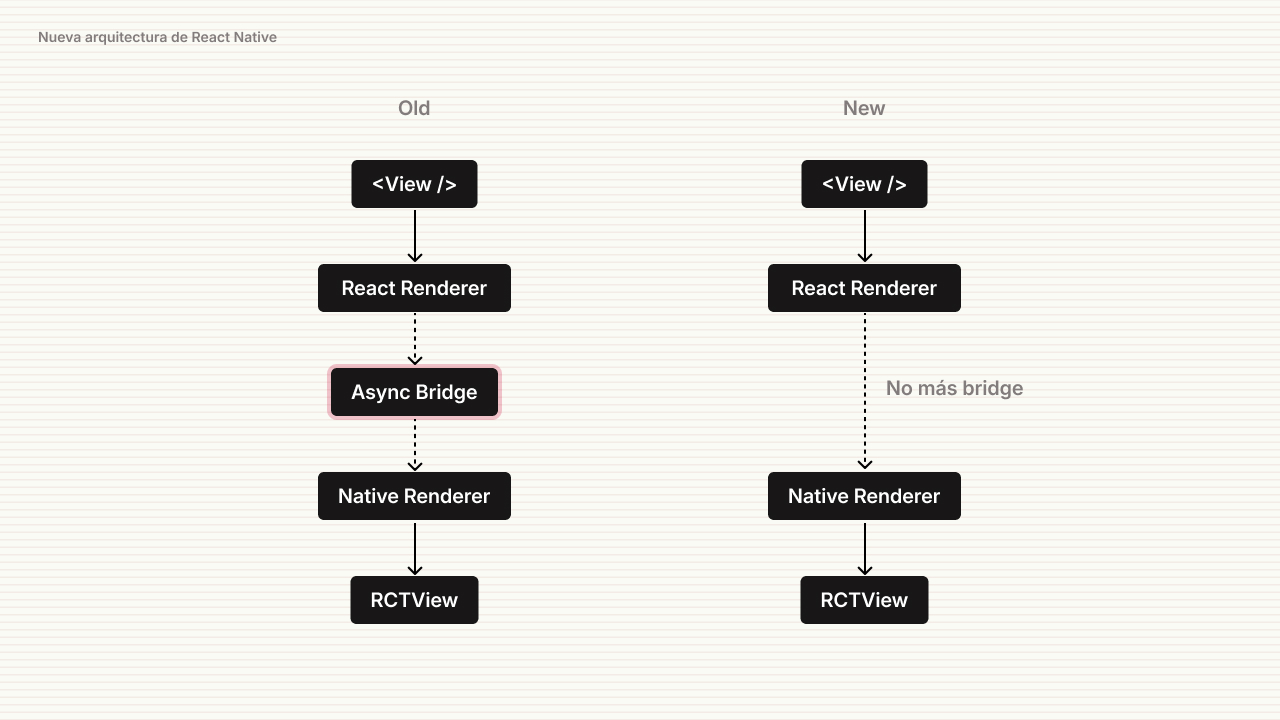 Nueva arquitectura de React Native
Old
<View />
React Renderer
Async Bridge
Native Renderer
RCTView
New
<View />
React Renderer
No más bridge
Native Renderer
RCTView